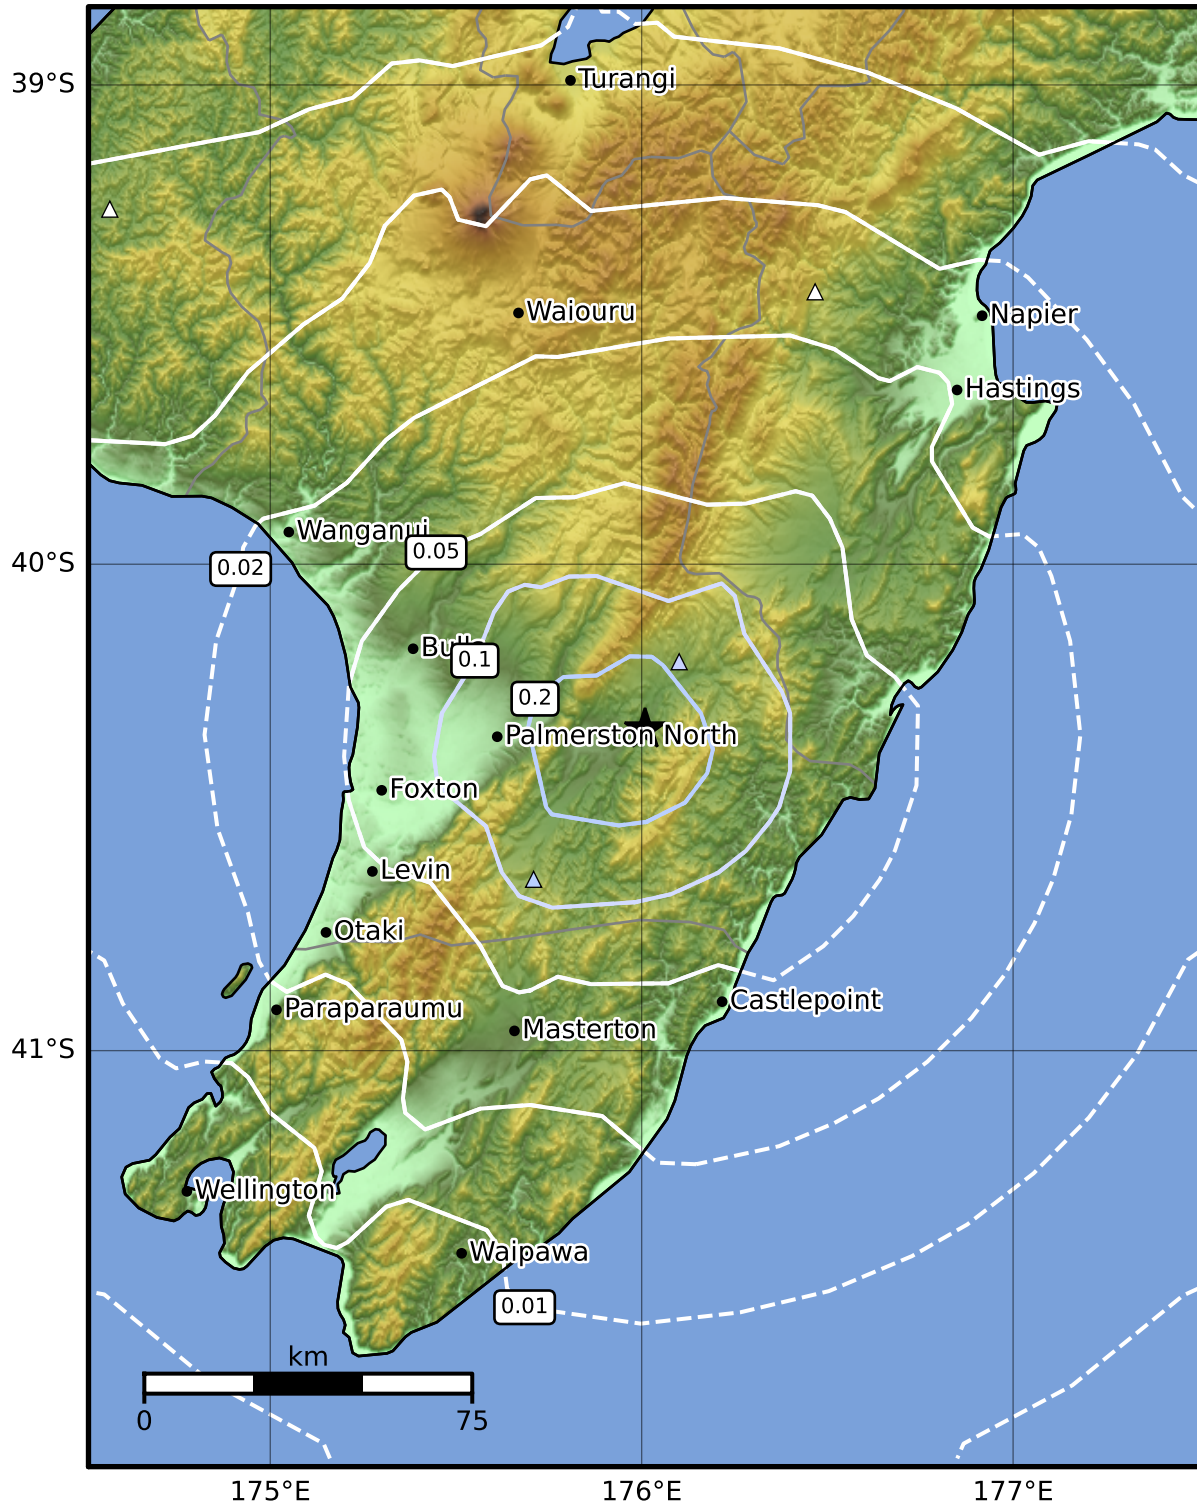 39°S
Turangi
Waiouru
Napier
Hastings
Wanganui
0.05
40°S
0.02
Bulls
0.1
0.2
Palmerston North
Foxton
Levin
Otaki
Castlepoint
Paraparaumu
Masterton
41°S
Wellington
Waipawa
0.01
km
0
75
175°E
176°E
177°E